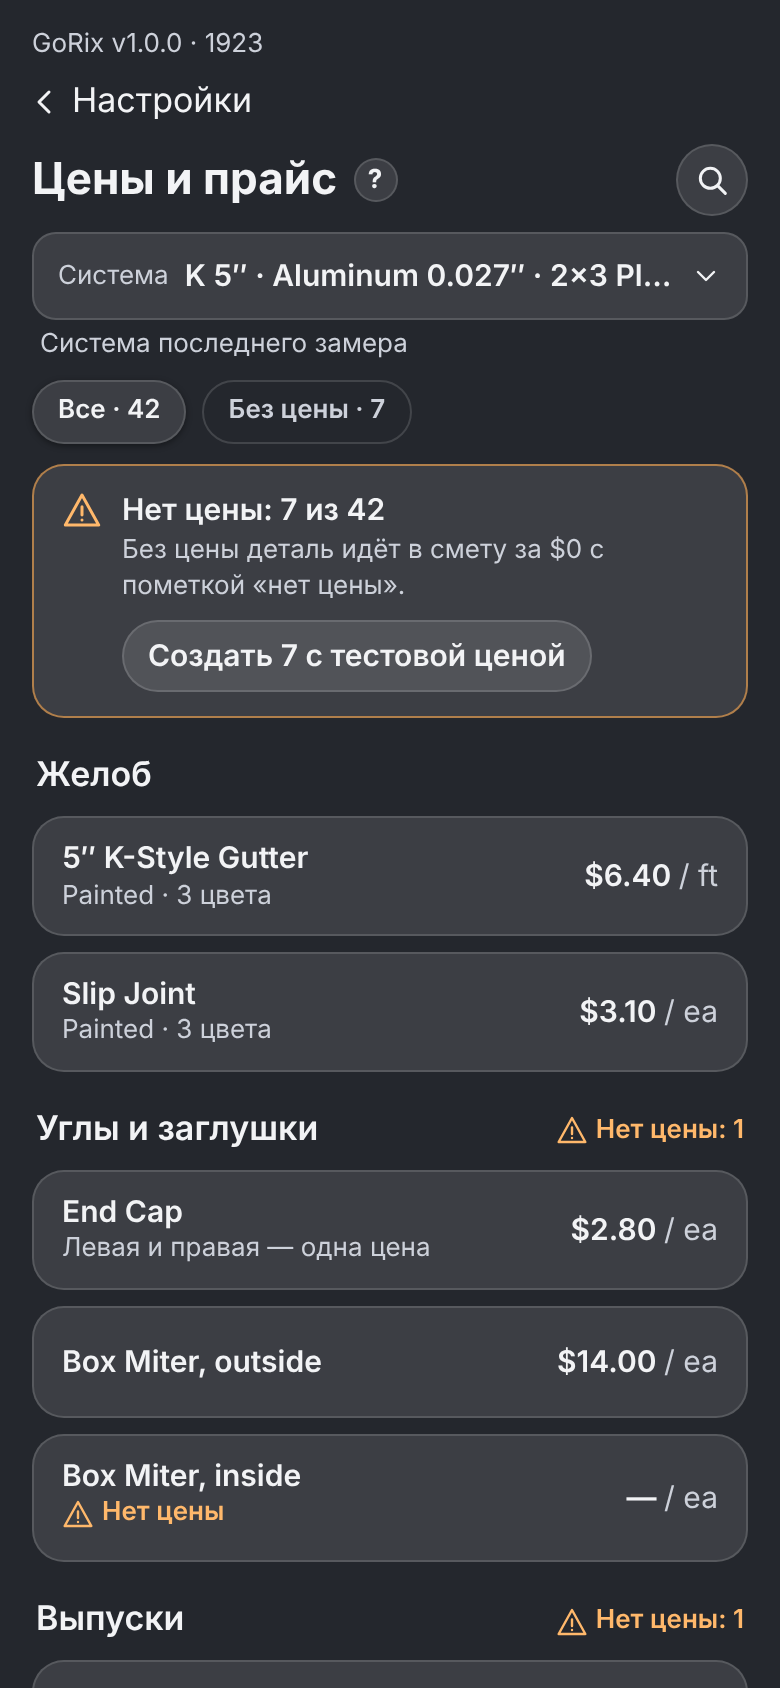 GoRix v1.0.0 · 1923
Настройки
Цены и прайс ?
Система K 5″ · Aluminum 0.027″ · 2×3 Pl...
Система последнего замера
Все · 42 Без цены · 7
Нет цены: 7 из 42
Без цены деталь идёт в смету за $0 с
пометкой «нет цены».
Создать 7 с тестовой ценой
Желоб
5″ K-Style Gutter
Painted · 3 цвета
$6.40 / ft
Slip Joint
Painted · 3 цвета
$3.10 / ea
Углы и заглушки
Нет цены: 1
End Cap
Левая и правая — одна цена
$2.80 / ea
Box Miter, outside
$14.00 / ea
Box Miter, inside
Нет цены
— / ea
Выпуски
Нет цены: 1